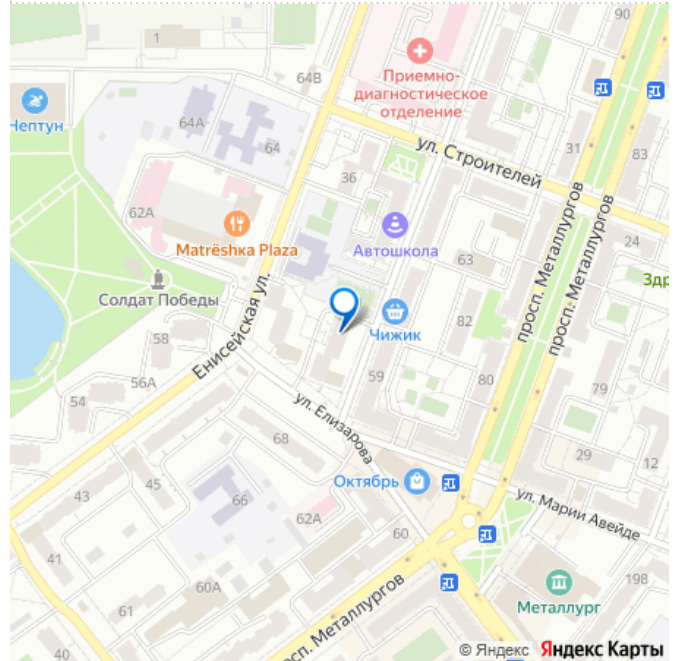 90
1
64В
Приемно-
диагностическое
отделение
Нептун
64А
64
ул. Строителей
31
83
36
62А
Matrёshka Plaza
Автошкола
63
24
Здр
Солдат Победы
Енисейская ул.
Чижик
82
просп. Металлургов
просп. Металлургов
58
56А
54
59
80
79
ул. Елизарова
68
29
12
43
45
66
Октябрь
ул. Марии Авейде
62А
60
41
60А
61
просп. Металлургов
198
Металлург
© Яндекс Яндекс Карты